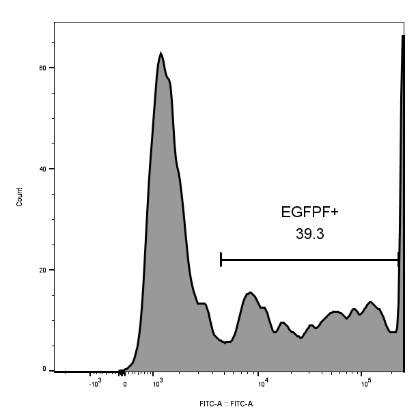 60
40
20
0
Count
EGFPF+
39.3
-10³ 0 10³ 10⁴ 10⁵
FITC-A :: FITC-A